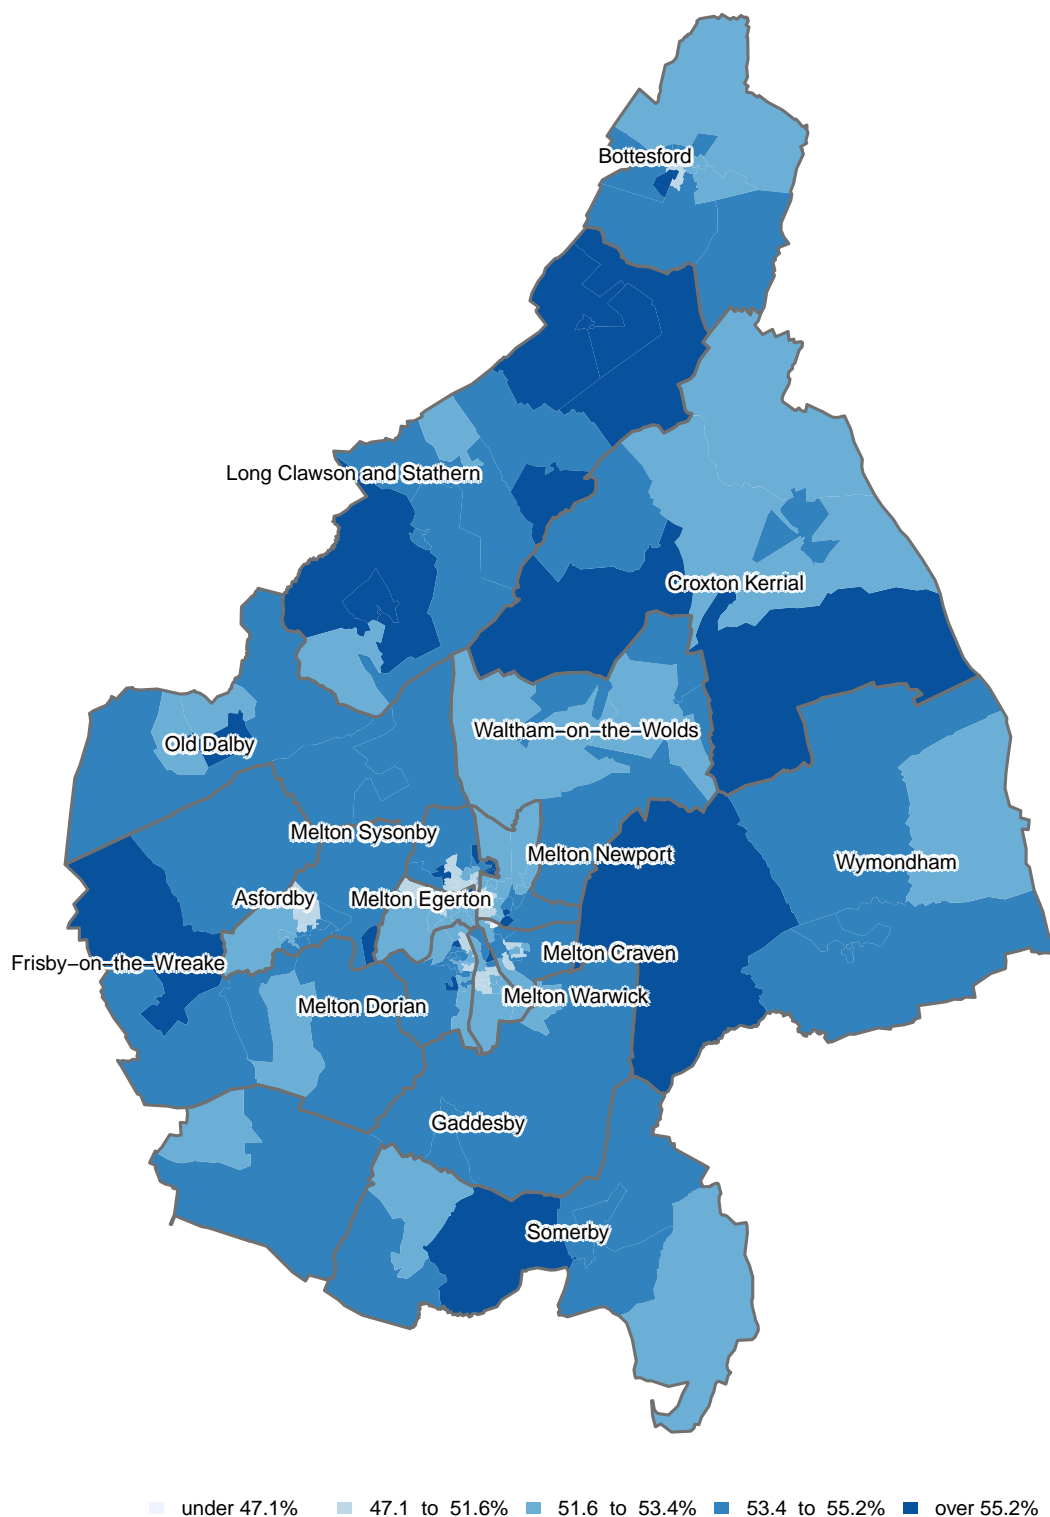 Bottesford
Long Clawson and Stathern
Croxton Kerrial
Waltham−on−the−Wolds
Old Dalby
Melton Sysonby
Melton Newport
Wymondham
Asfordby
Melton Egerton
Frisby−on−the−Wreake
Melton Craven
Melton Dorian
Melton Warwick
Gaddesby
Somerby
under 47.1% 47.1 to 51.6% 51.6 to 53.4% 53.4 to 55.2% over 55.2%